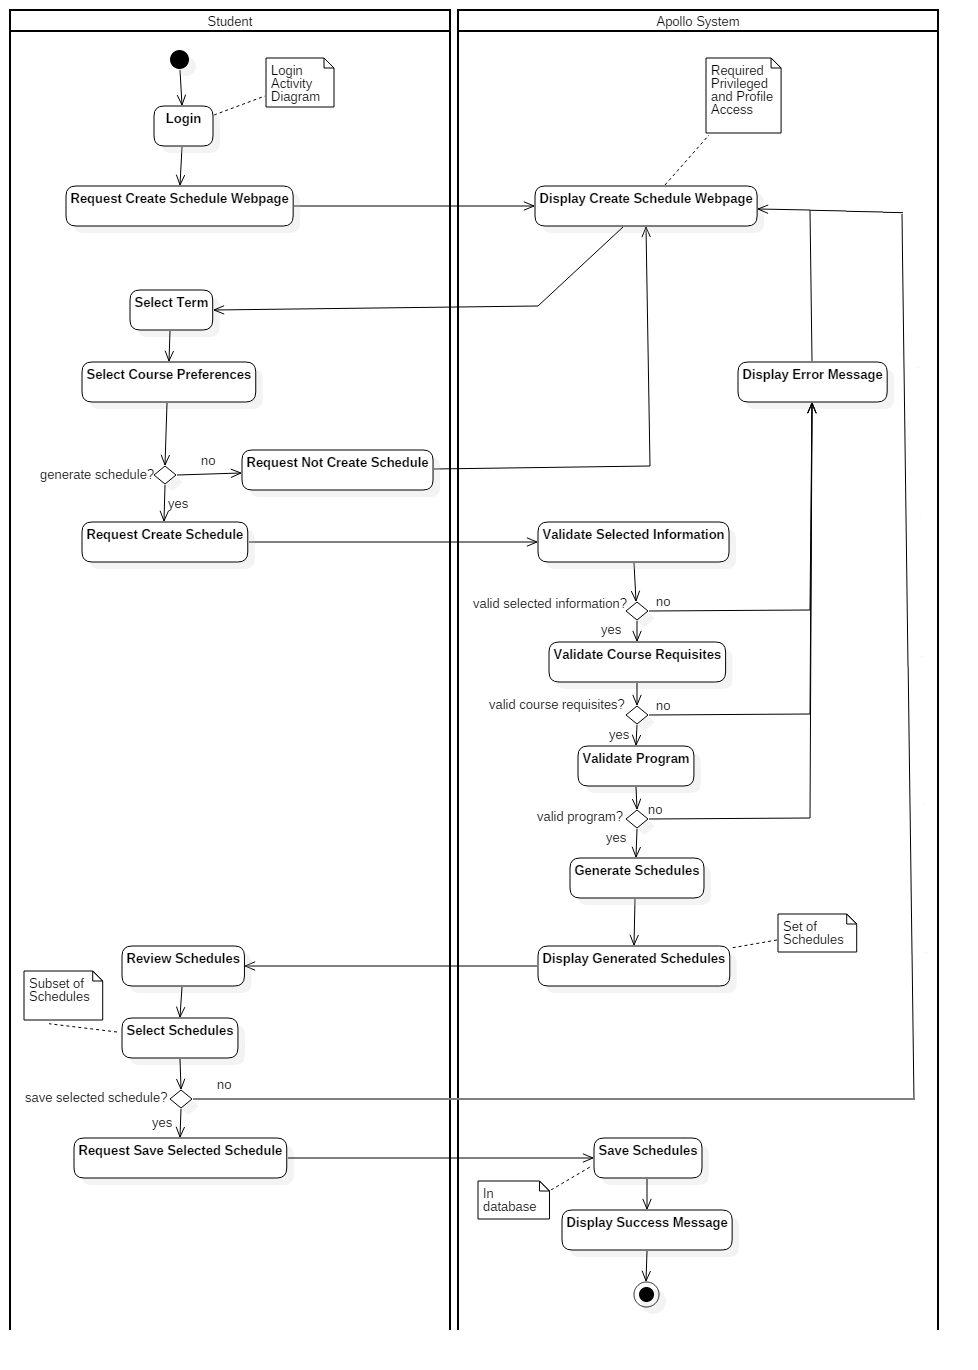 Student
Apollo System
Login
Activity
Diagram
Required
Privileged
and Profile
Access
Login
Request Create Schedule Webpage
Display Create Schedule Webpage
Select Term
Select Course Preferences
Display Error Message
generate schedule?
no
Request Not Create Schedule
yes
Request Create Schedule
Validate Selected Information
valid selected information?
no
yes
Validate Course Requisites
valid course requisites?
no
yes
Validate Program
valid program?
no
yes
Generate Schedules
Set of
Schedules
Review Schedules
Display Generated Schedules
Subset of
Schedules
Select Schedules
save selected schedule?
no
yes
Request Save Selected Schedule
Save Schedules
In
database
Display Success Message